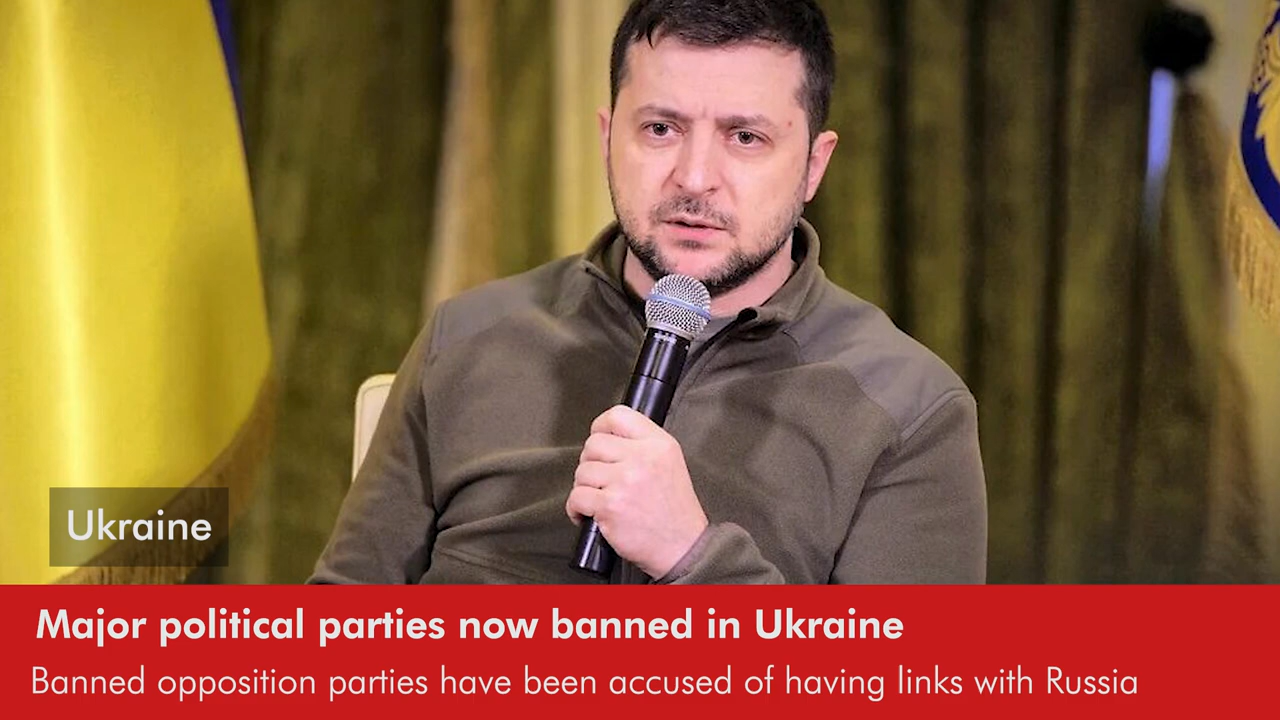 Ukraine
Major political parties now banned in Ukraine
Banned opposition parties have been accused of having links with Russia